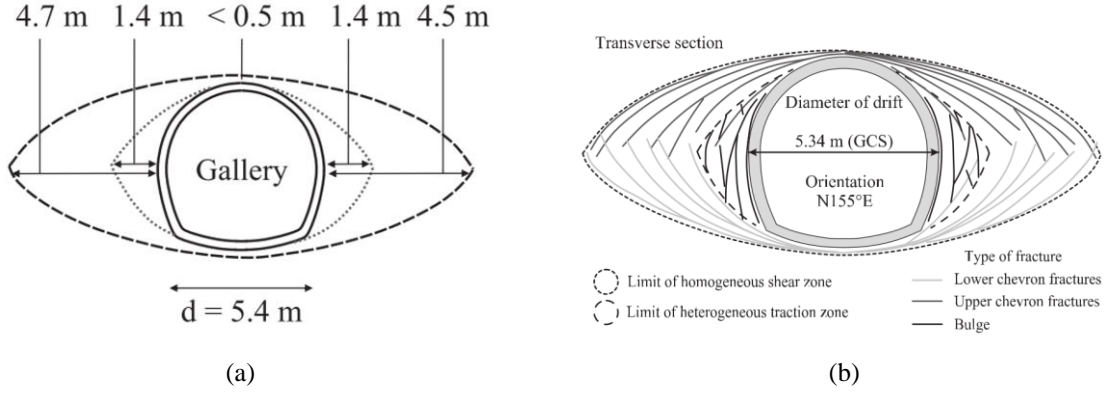 4.7 m 1.4 m < 0.5 m 1.4 m 4.5 m
Gallery
d = 5.4 m
(a)
Transverse section
Diameter of drift
5.34 m (GCS)
Orientation
N155°E
Limit of homogeneous shear zone
Limit of heterogeneous traction zone
Type of fracture
Lower chevron fractures
Upper chevron fractures
Bulge
(b)